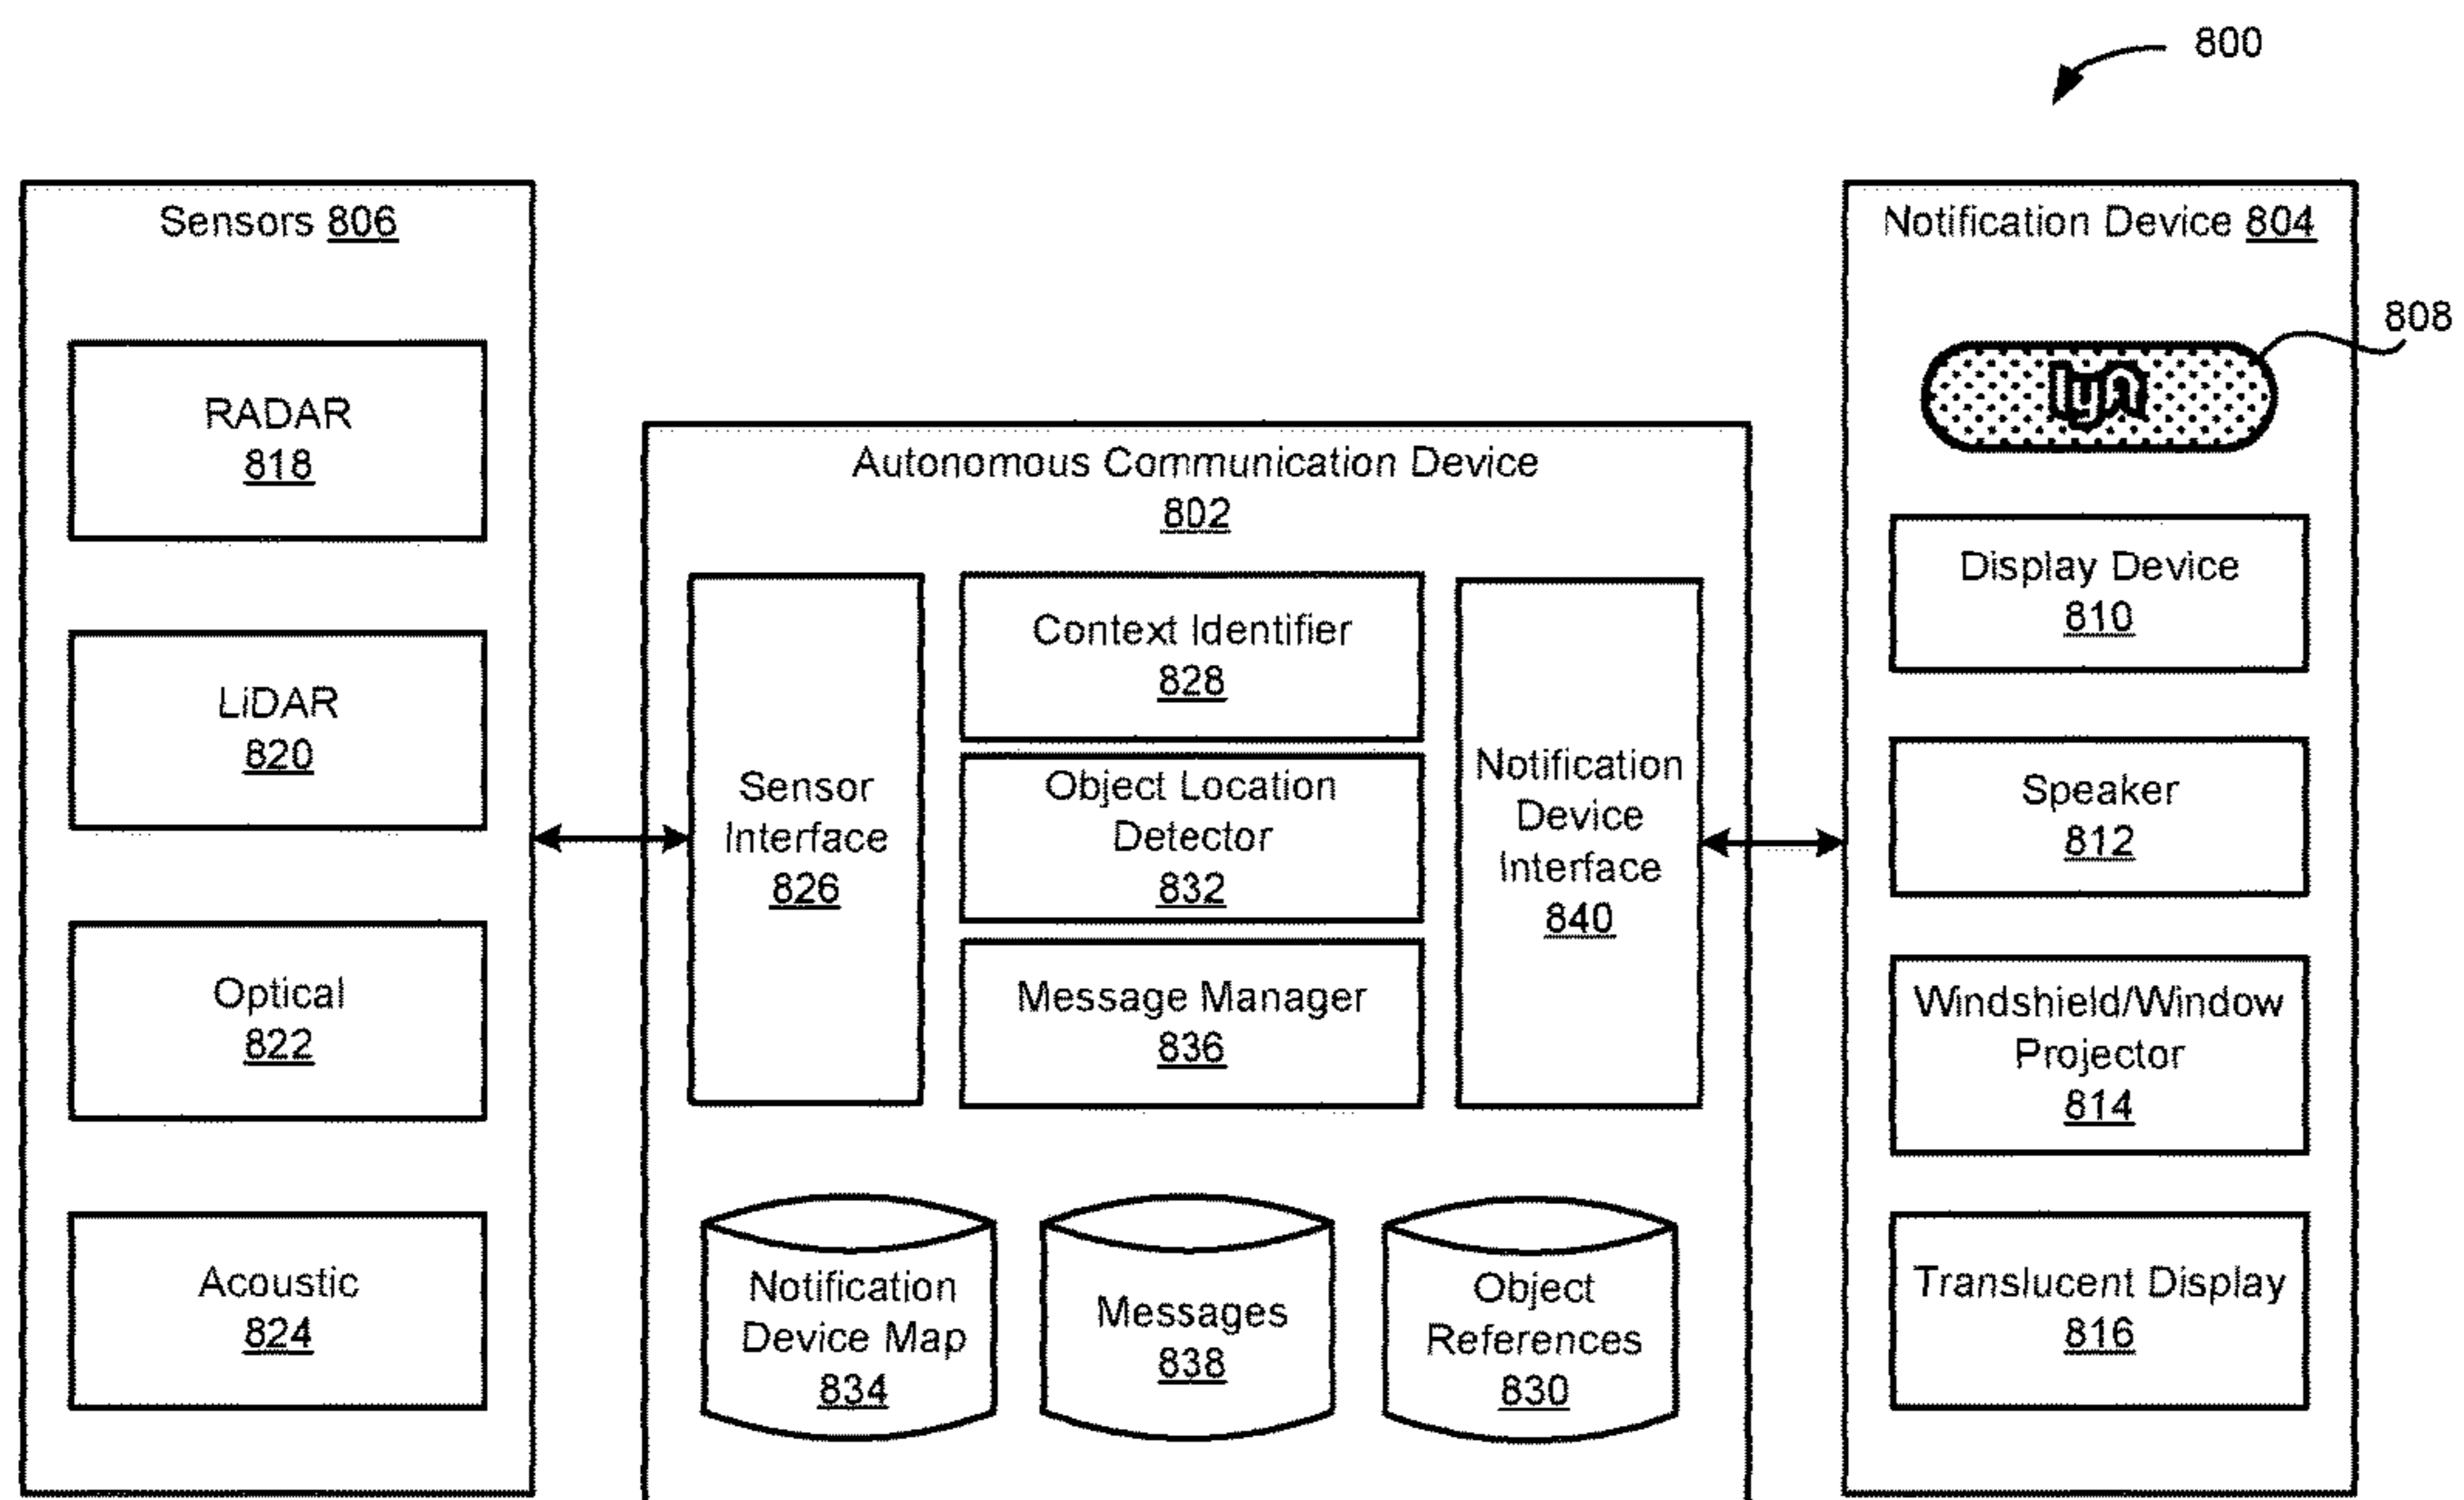 800
Sensors 806
RADAR
818
LiDAR
820
Optical
822
Acoustic
824
Autonomous Communication Device
802
Sensor
Interface
826
Context Identifier
828
Object Location
Detector
832
Message Manager
836
Notification
Device
Interface
840
Notification
Device Map
834
Messages
838
Object
References
830
Notification Device 804
808
lyft
Display Device
810
Speaker
812
Windshield/Window
Projector
814
Translucent Display
816